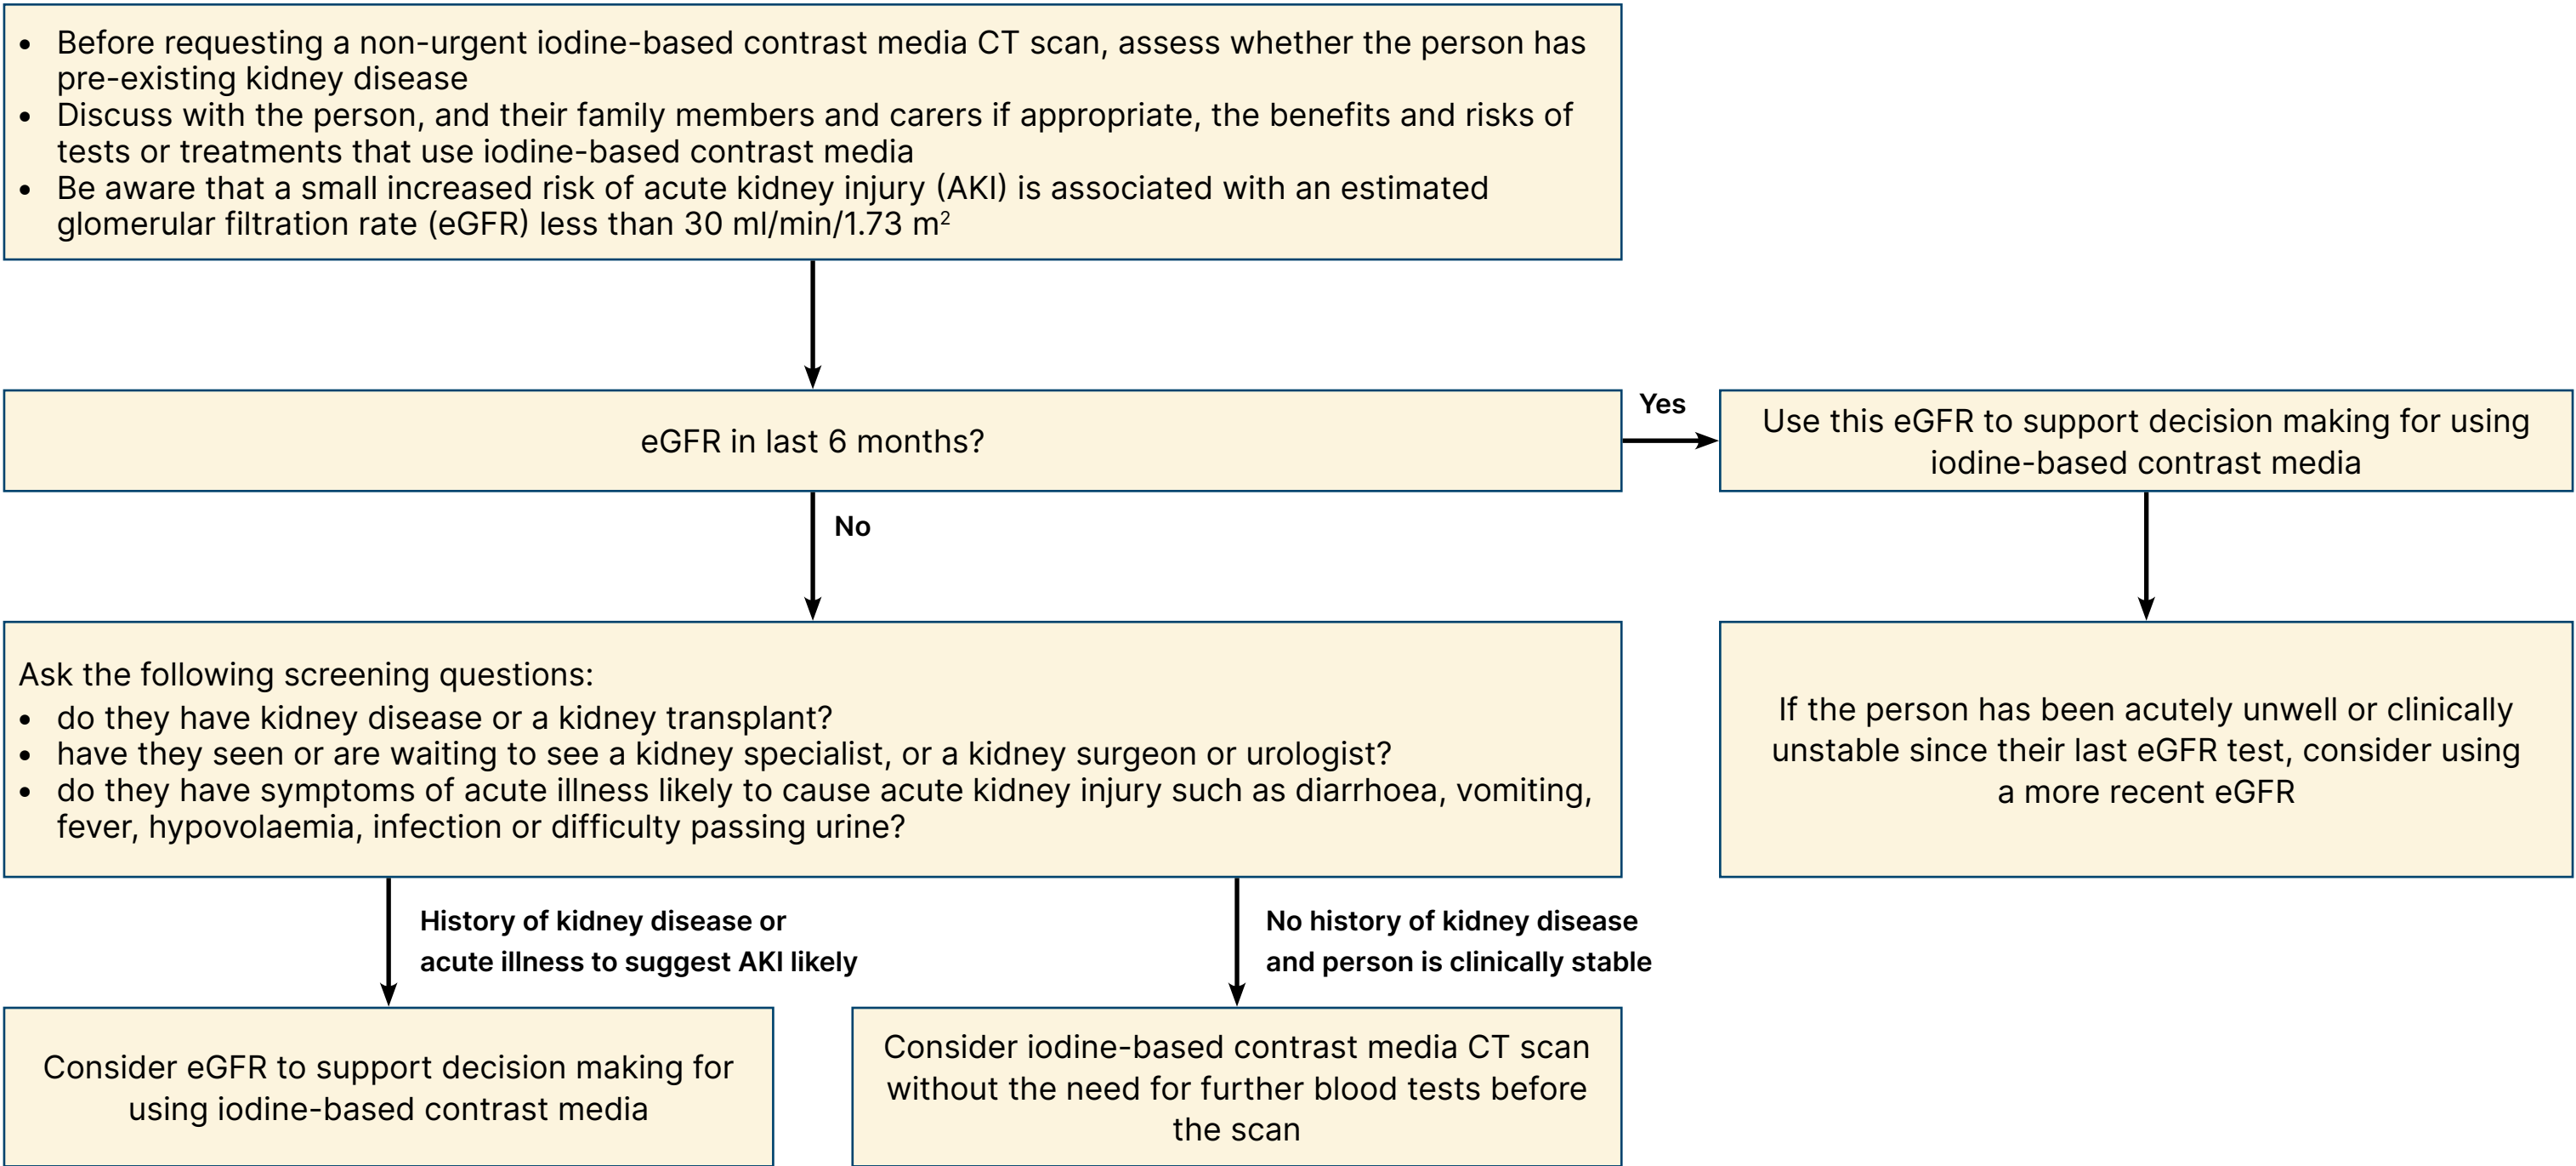 • Before requesting a non-urgent iodine-based contrast media CT scan, assess whether the person has
pre-existing kidney disease
• Discuss with the person, and their family members and carers if appropriate, the benefits and risks of
tests or treatments that use iodine-based contrast media
• Be aware that a small increased risk of acute kidney injury (AKI) is associated with an estimated
glomerular filtration rate (eGFR) less than 30 ml/min/1.73 m²
eGFR in last 6 months?
Yes
Use this eGFR to support decision making for using
iodine-based contrast media
No
Ask the following screening questions:
• do they have kidney disease or a kidney transplant?
• have they seen or are waiting to see a kidney specialist, or a kidney surgeon or urologist?
• do they have symptoms of acute illness likely to cause acute kidney injury such as diarrhoea, vomiting,
fever, hypovolaemia, infection or difficulty passing urine?
If the person has been acutely unwell or clinically
unstable since their last eGFR test, consider using
a more recent eGFR
History of kidney disease or
acute illness to suggest AKI likely
No history of kidney disease
and person is clinically stable
Consider eGFR to support decision making for
using iodine-based contrast media
Consider iodine-based contrast media CT scan
without the need for further blood tests before
the scan